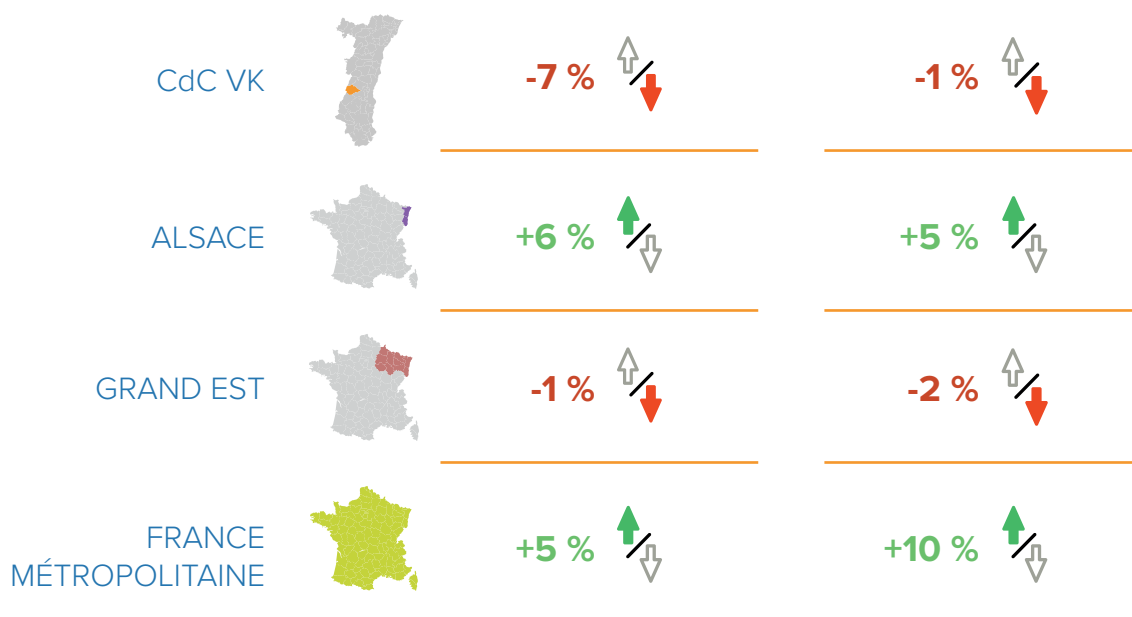 CdC VK
-7 %
-1 %
ALSACE
+6 %
+5 %
GRAND EST
-1 %
-2 %
FRANCE
MÉTROPOLITAINE
+5 %
+10 %